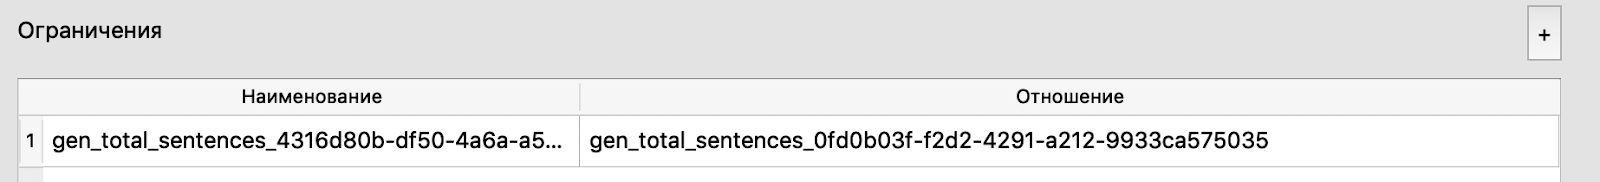 Ограничения
+
Наименование Отношение
1 gen_total_sentences_4316d80b-df50-4a6a-a5... gen_total_sentences_0fd0b03f-f2d2-4291-a212-9933ca575035